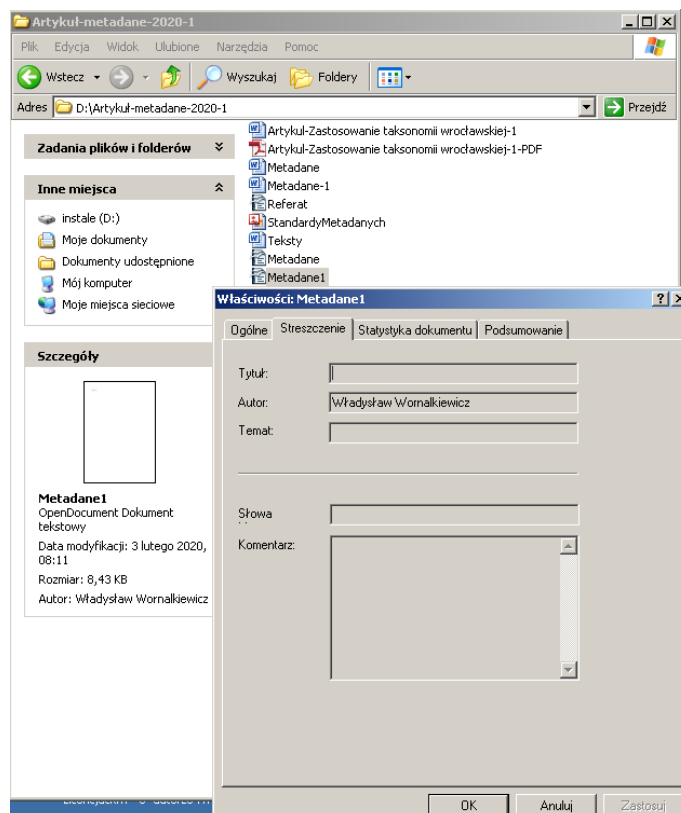 Artykuł-metadane-2020-1
Plik Edycja Widok Ulubione Narzędzia Pomoc
Wstecz Wyszukaj Foldery
Adres D:\Artykuł-metadane-2020-1 Przejdź
Zadania plików i folderów
Inne miejsca
instale (D:)
Moje dokumenty
Dokumenty udostępnione
Mój komputer
Moje miejsca sieciowe
Szczegóły
Metadane1
OpenDocument Dokument
tekstowy
Data modyfikacji: 3 lutego 2020,
08:11
Rozmiar: 8,43 KB
Autor: Władysław Wornalkiewicz
Artykul-Zastosowanie taksonomii wrocławskiej-1
Artykul-Zastosowanie taksonomii wrocławskiej-1-PDF
Metadane
Metadane-1
Referat
StandardyMetadanych
Teksty
Metadane
Metadane1
Właściwości: Metadane1
Ogólne Streszczenie Statystyka dokumentu Podsumowanie
Tytuł:
Autor: Władysław Wornalkiewicz
Temat:
Słowa
Komentarz:
OK Anuluj Zastosuj